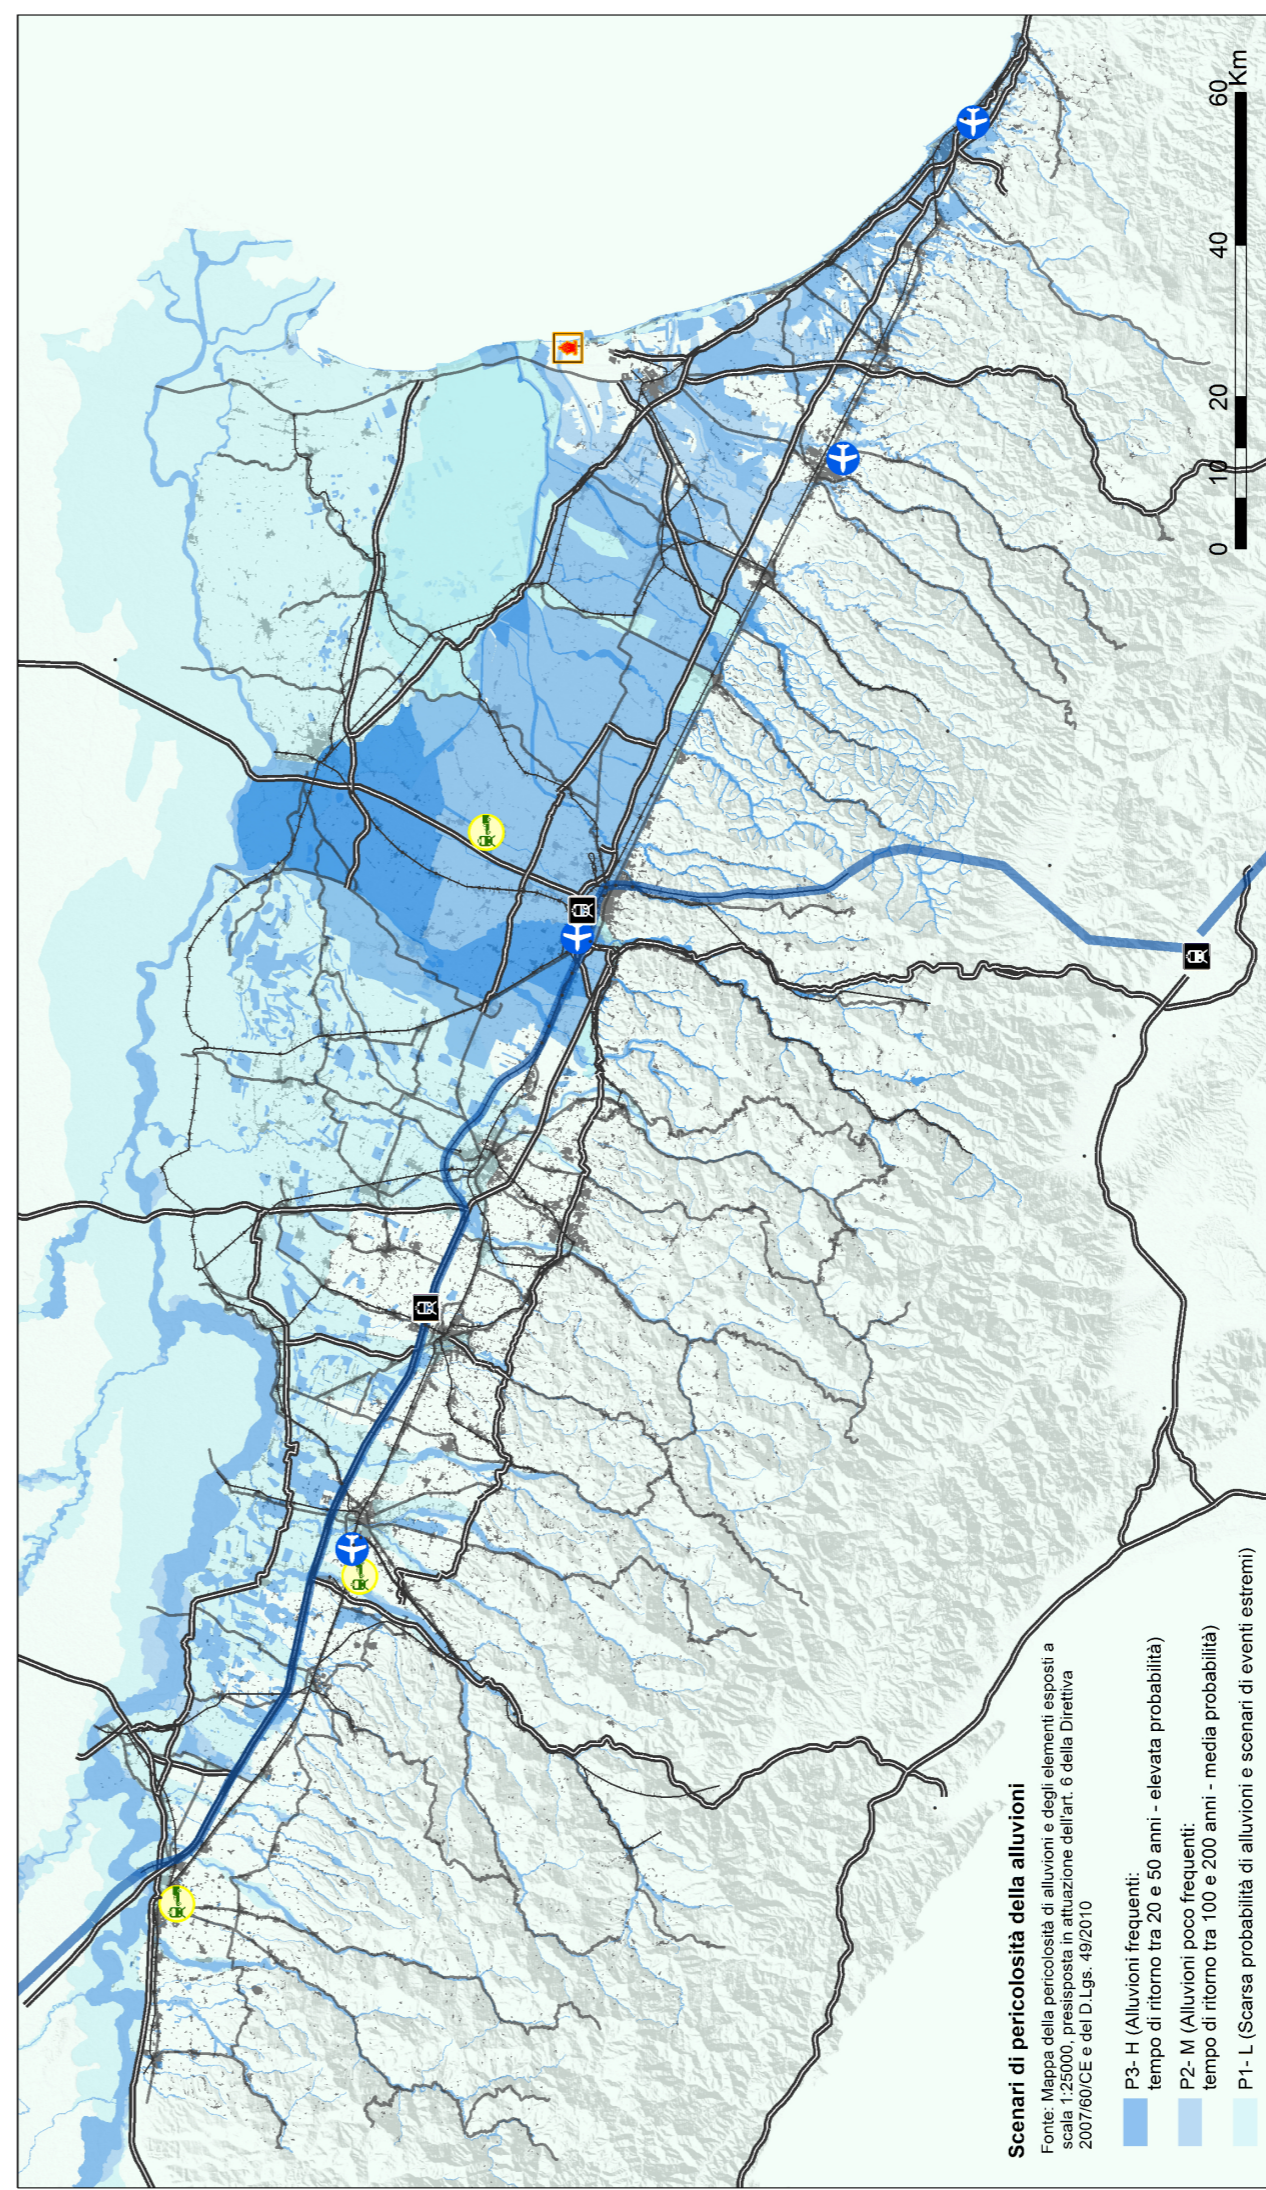 Scenari di pericolosità della alluvioni
Fonte: Mappa della pericolosità di alluvioni e degli elementi esposti a
scala 1:25000, presisposta in attuazione dell'art. 6 della Direttiva
2007/60/CE e del D.Lgs. 49/2010
P3- H (Alluvioni frequenti:
tempo di ritorno tra 20 e 50 anni - elevata probabilità)
P2- M (Alluvioni poco frequenti:
tempo di ritorno tra 100 e 200 anni - media probabilità)
P1- L (Scarsa probabilità di alluvioni e scenari di eventi estremi)
0 10 20 40 60
Km